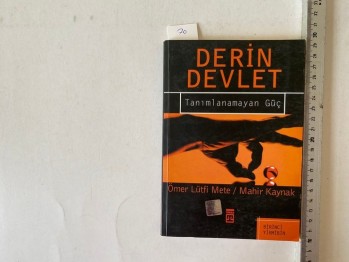 20
DERİN
DEVLET
Tanımlanamayan Güç
Ömer Lütfi Mete / Mahir Kaynak